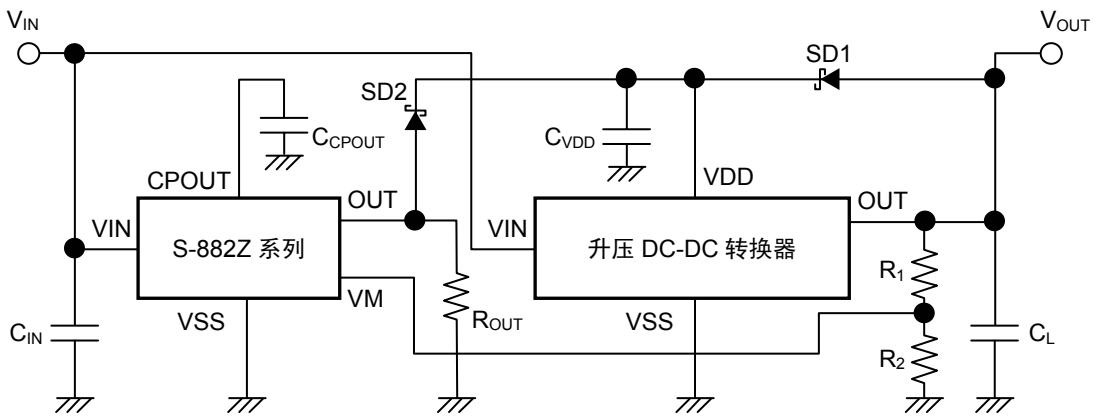 VIN
VOUT
SD1
SD2
CCPOUT
CVDD
CPOUT
VDD
OUT
OUT
VIN
S-882Z 系列
VIN
升压 DC-DC 转换器
R1
VM
CIN
VSS
ROUT
VSS
R2
CL